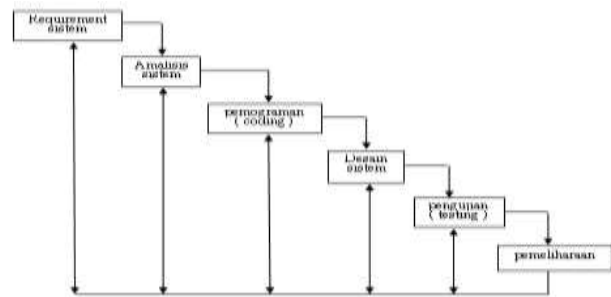 Requirement
sistem
Analisis
sistem
pemograman
( coding )
Desain
sistem
pengujian
( testing )
pemeliharaan